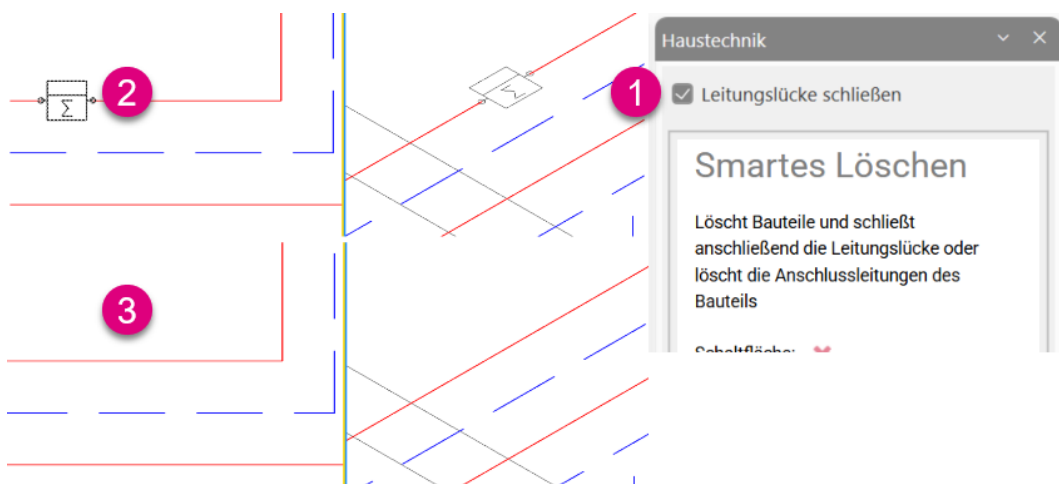 Haustechnik
1
Leitungslücke schließen
2
Σ
Σ
Smartes Löschen
Löscht Bauteile und schließt
anschließend die Leitungslücke oder
löscht die Anschlussleitungen des
Bauteils
3